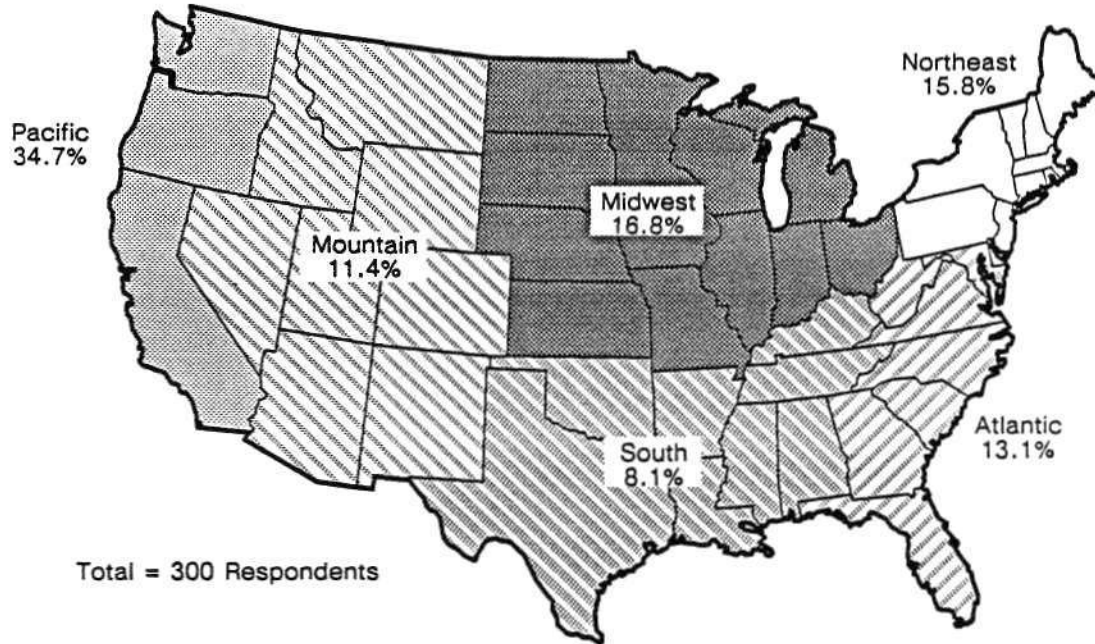 Northeast
15.8%
Pacific
34.7%
Midwest
16.8%
Mountain
11.4%
Atlantic
13.1%
South
8.1%
Total = 300 Respondents